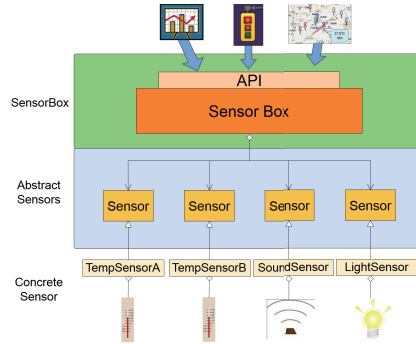 API
SensorBox
Sensor Box
Abstract
Sensors
Sensor Sensor Sensor Sensor
TempSensorA TempSensorB SoundSensor LightSensor
Concrete
Sensor